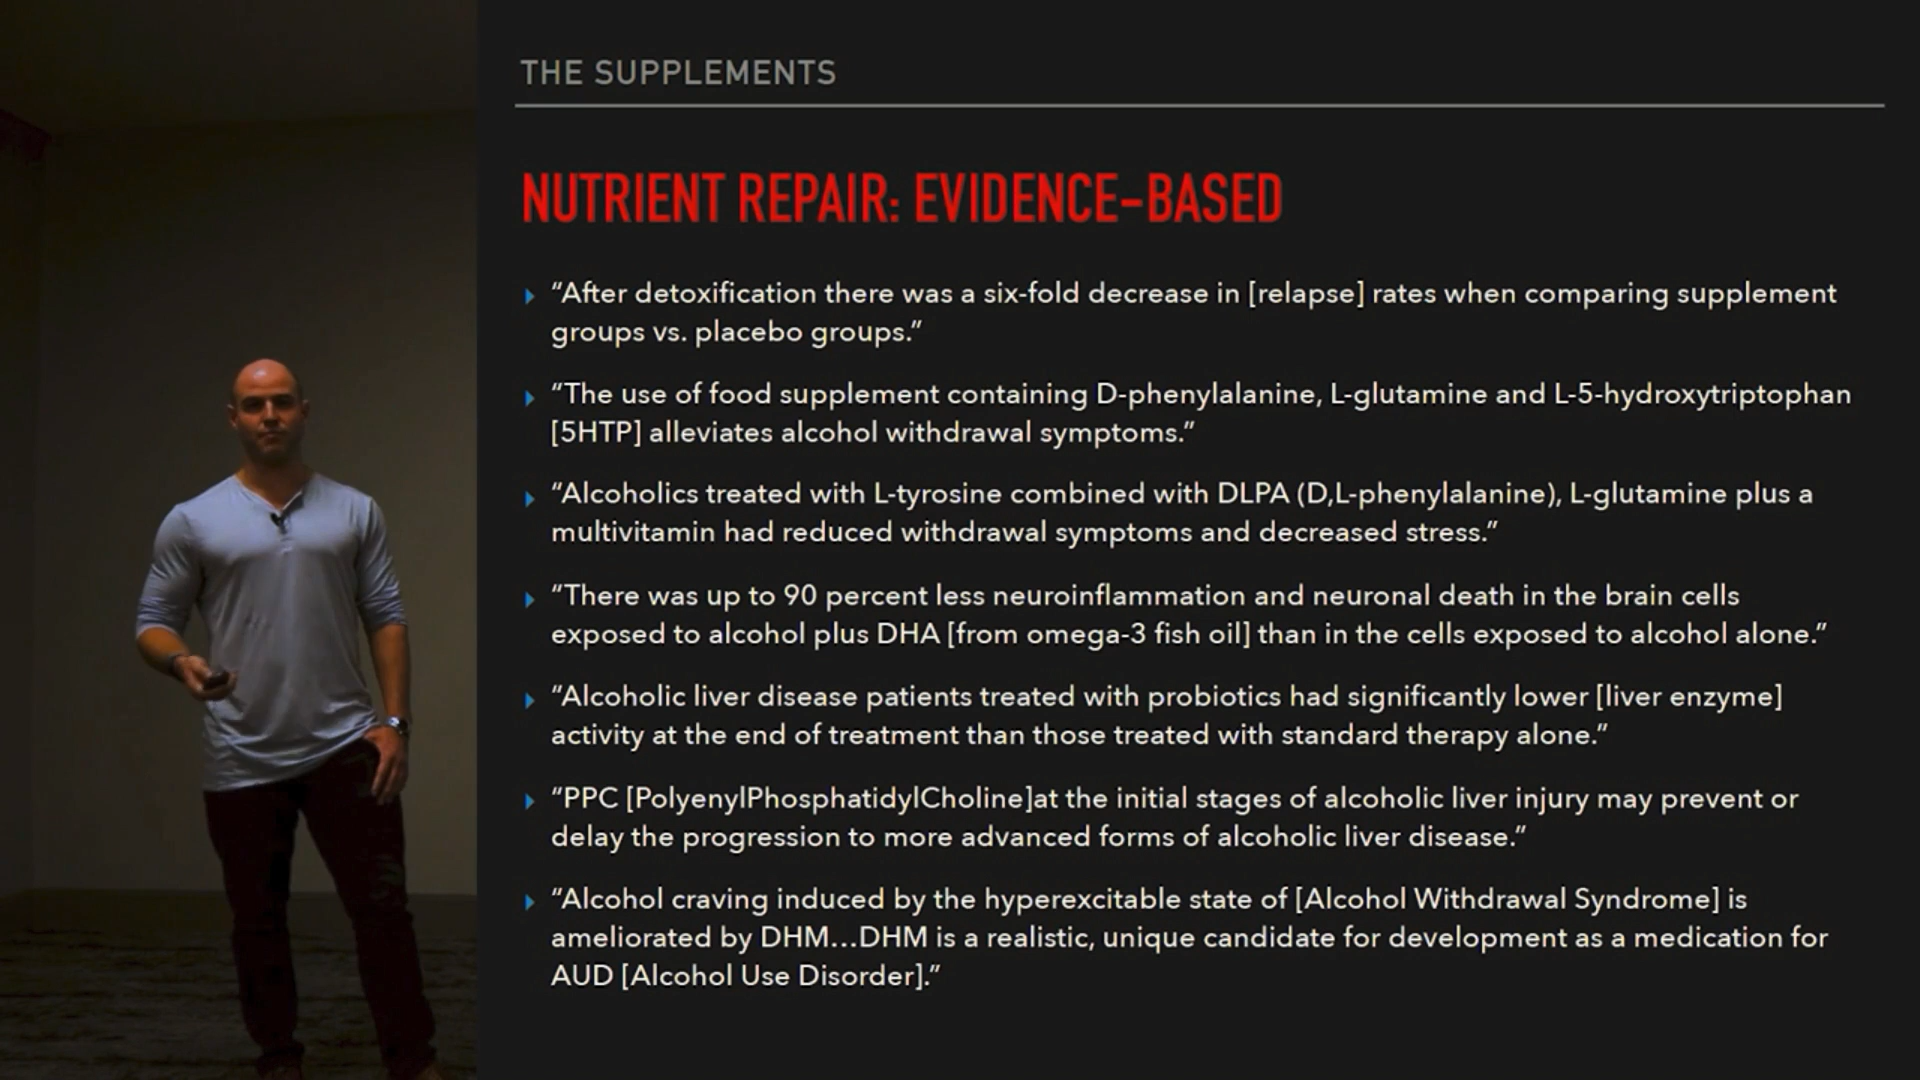 THE SUPPLEMENTS
NUTRIENT REPAIR: EVIDENCE-BASED
“After detoxification there was a six-fold decrease in [relapse] rates when comparing supplement
groups vs. placebo groups.”
“The use of food supplement containing D-phenylalanine, L-glutamine and L-5-hydroxytriptophan
[5HTP] alleviates alcohol withdrawal symptoms.”
“Alcoholics treated with L-tyrosine combined with DLPA (D,L-phenylalanine), L-glutamine plus a
multivitamin had reduced withdrawal symptoms and decreased stress.”
“There was up to 90 percent less neuroinflammation and neuronal death in the brain cells
exposed to alcohol plus DHA [from omega-3 fish oil] than in the cells exposed to alcohol alone.”
“Alcoholic liver disease patients treated with probiotics had significantly lower [liver enzyme]
activity at the end of treatment than those treated with standard therapy alone.”
“PPC [PolyenylPhosphatidylCholine]at the initial stages of alcoholic liver injury may prevent or
delay the progression to more advanced forms of alcoholic liver disease.”
“Alcohol craving induced by the hyperexcitable state of [Alcohol Withdrawal Syndrome] is
ameliorated by DHM...DHM is a realistic, unique candidate for development as a medication for
AUD [Alcohol Use Disorder].”